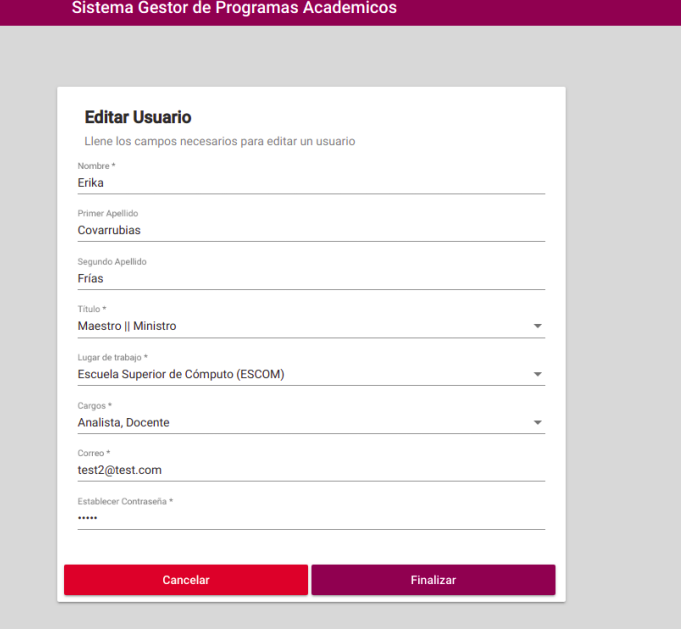 Sistema Gestor de Programas Academicos
Editar Usuario
Llene los campos necesarios para editar un usuario
Nombre *
Erika
Primer Apellido
Covarrubias
Segundo Apellido
Frías
Título *
Maestro || Ministro
Lugar de trabajo *
Escuela Superior de Cómputo (ESCOM)
Cargos *
Analista, Docente
Correo *
test2@test.com
Establecer Contraseña *
•••••
Cancelar
Finalizar